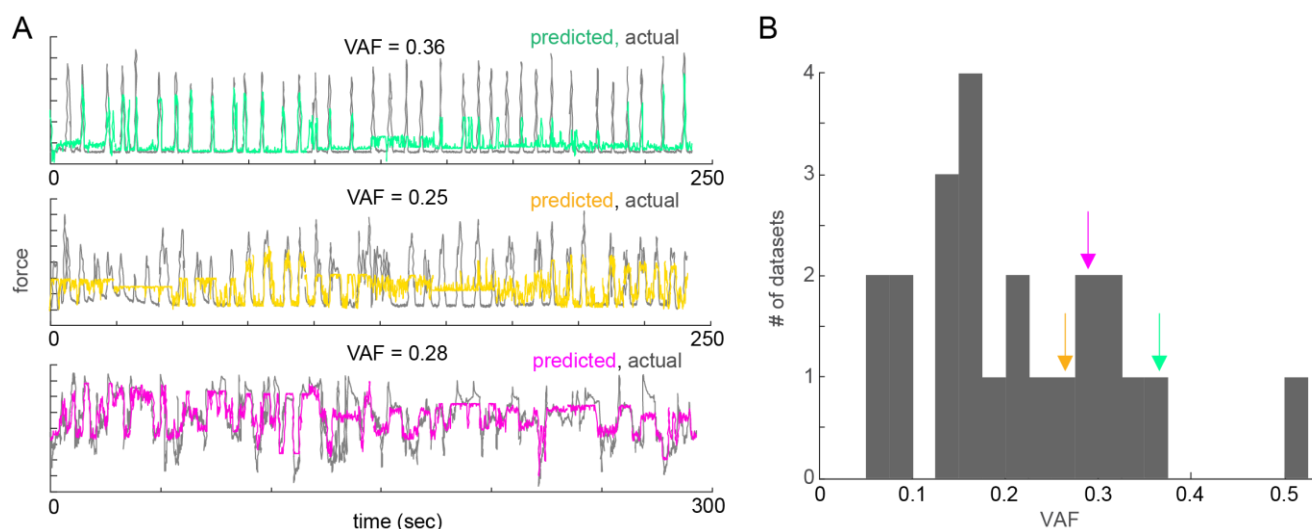 A
VAF = 0.36
predicted, actual
0
250
VAF = 0.25
predicted, actual
force
0
250
VAF = 0.28
predicted, actual
0
300
time (sec)
B
# of datasets
4
3
2
1
0
0 0.1 0.2 0.3 0.4 0.5
VAF